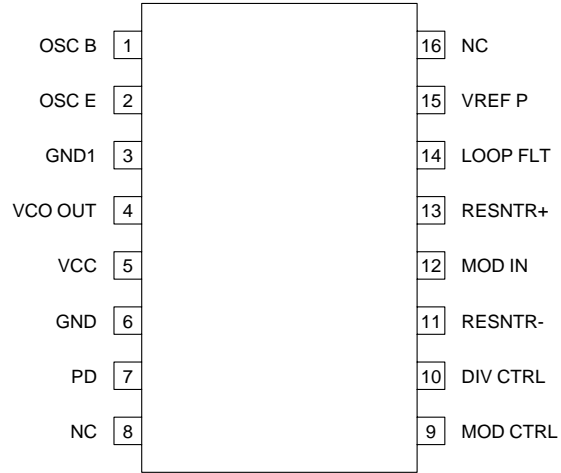 OSC B 1 16 NC
OSC E 2 15 VREF P
GND1 3 14 LOOP FLT
VCO OUT 4 13 RESNTR+
VCC 5 12 MOD IN
GND 6 11 RESNTR-
PD 7 10 DIV CTRL
NC 8 9 MOD CTRL